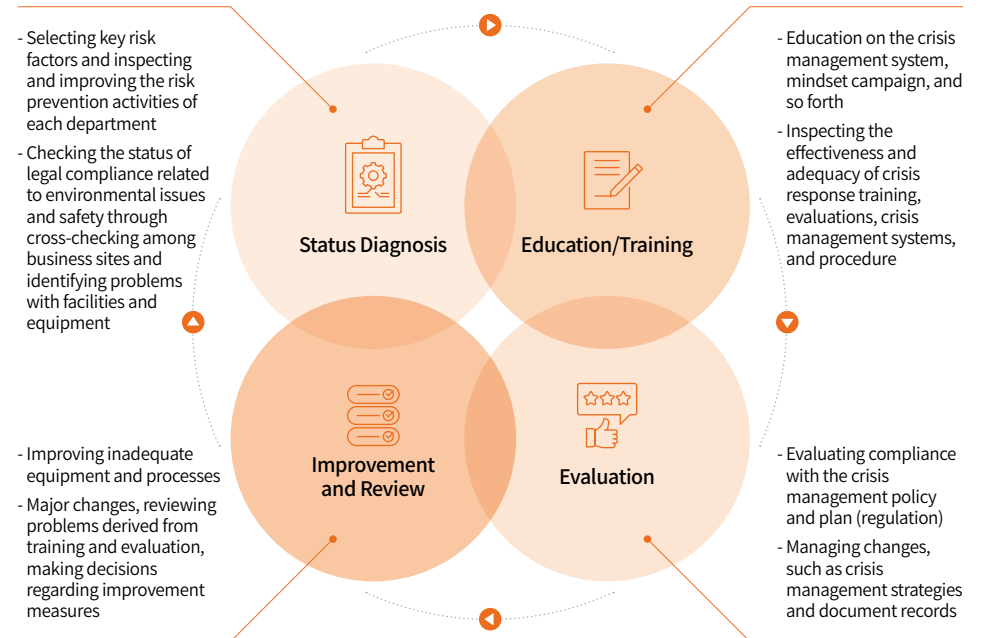 - Selecting key risk
factors and inspecting
and improving the risk
prevention activities of
each department
- Checking the status of
legal compliance related
to environmental issues
and safety through
cross-checking among
business sites and
identifying problems
with facilities and
equipment
Status Diagnosis
Education/Training
- Education on the crisis
management system,
mindset campaign, and
so forth
- Inspecting the
effectiveness and
adequacy of crisis
response training,
evaluations, crisis
management systems,
and procedure
- Improving inadequate
equipment and processes
- Major changes, reviewing
problems derived from
training and evaluation,
making decisions
regarding improvement
measures
Improvement
and Review
Evaluation
- Evaluating compliance
with the crisis
management policy
and plan (regulation)
- Managing changes,
such as crisis
management strategies
and document records